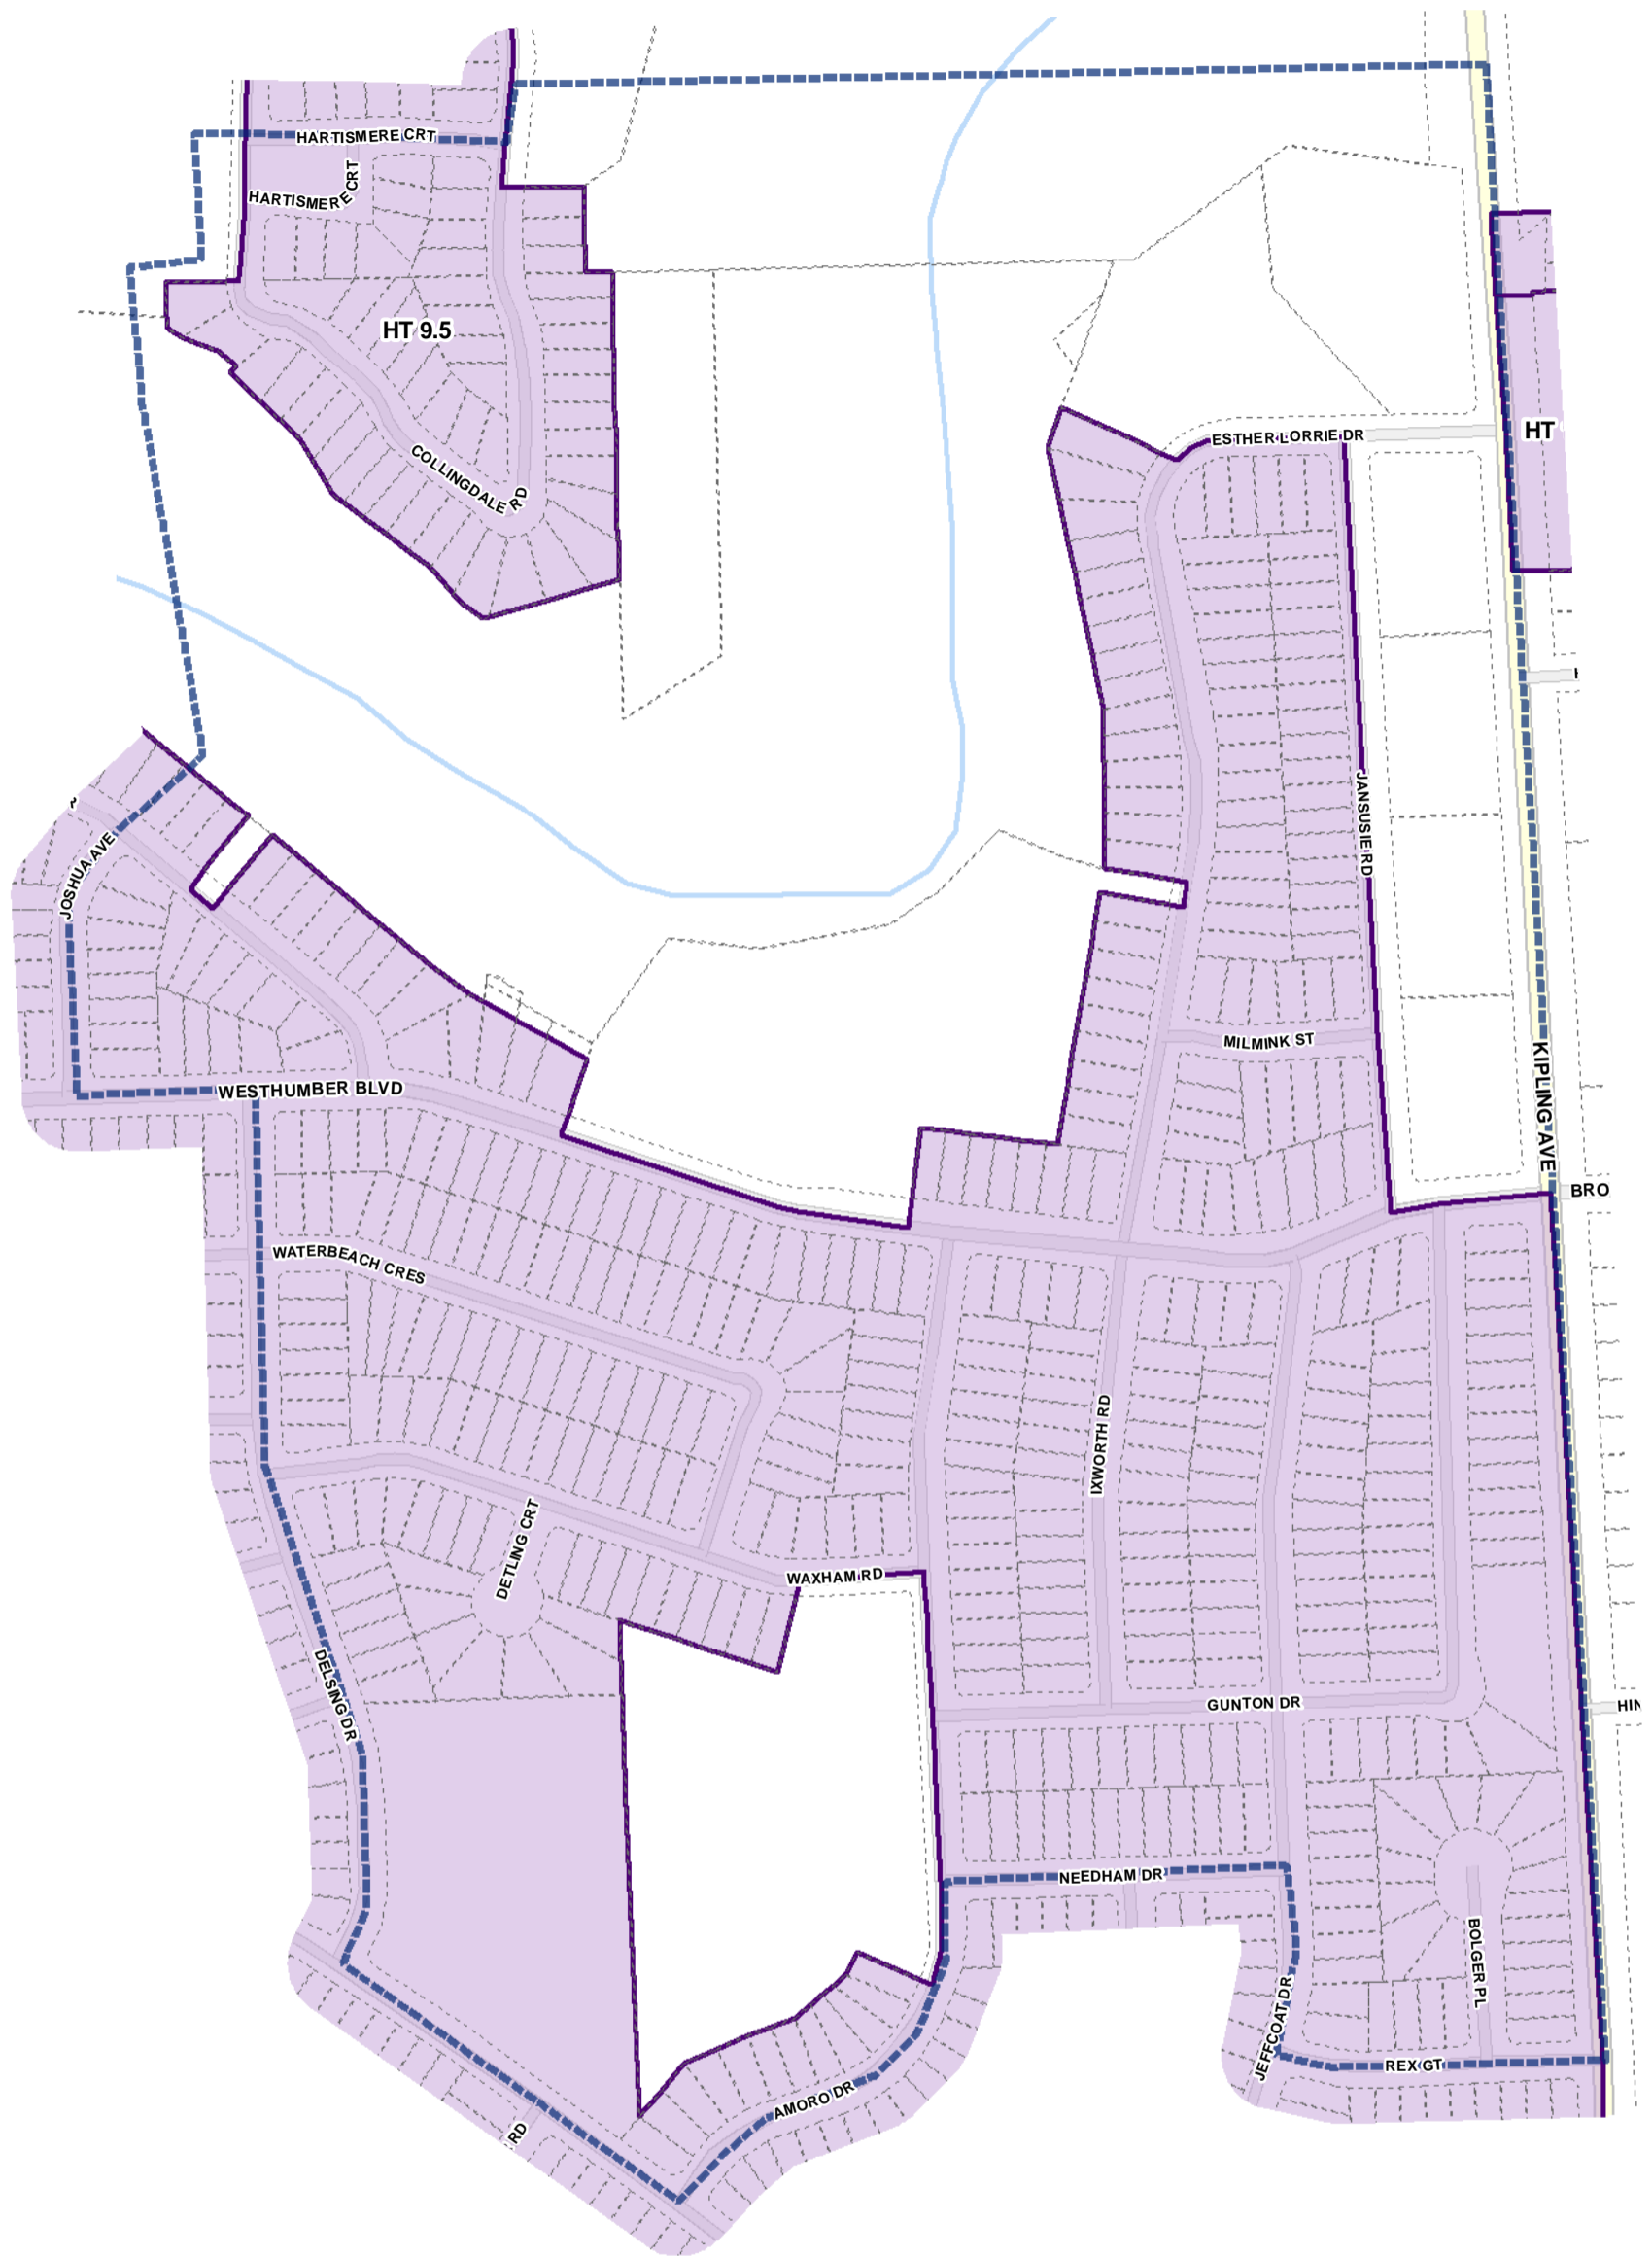 HARTISMERE CRT
HARTISMERE CRT
HT 9.5
HT
COLLINGDALE RD
ESTHER LORRIE DR
JANSUSIE RD
JOSHUA AVE
MILMINK ST
KIPLING AVE
WESTHUMBER BLVD
BRO
WATERBEACH CRES
IXWORTH RD
DETLING CRT
WAXHAM RD
DELSING DR
GUNTON DR
HIN
NEEDHAM DR
BOLGER PL
JEFFCOAT DR
REX GT
AMORO DR
RD